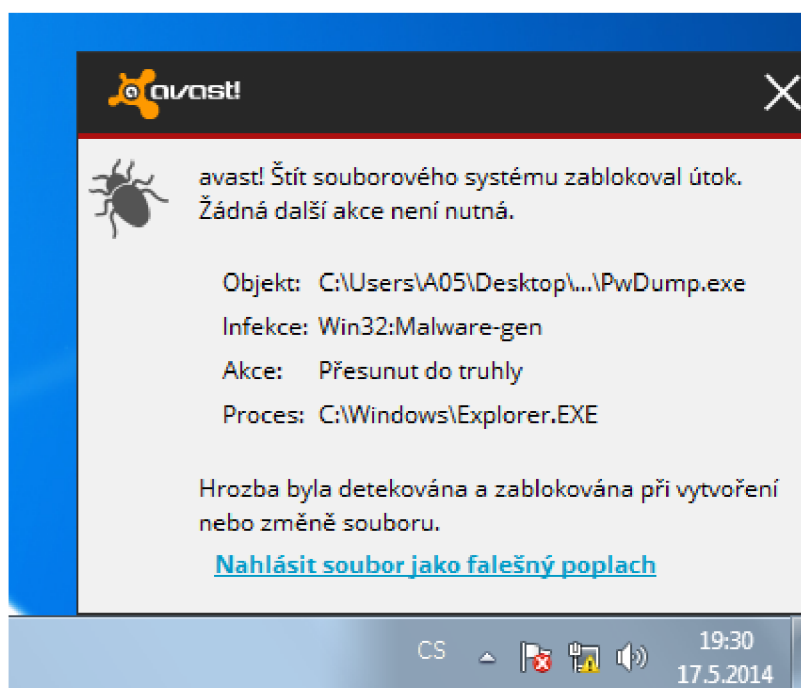 avast!
avast! Štít souborového systému zablokoval útok.
Žádná další akce není nutná.
Objekt: C:\Users\A05\Desktop\...\PwDump.exe
Infekce: Win32:Malware-gen
Akce: Přesunut do truhly
Proces: C:\Windows\Explorer.EXE
Hrozba byla detekována a zablokována při vytvoření
nebo změně souboru.
Nahlásit soubor jako falešný poplach
CS
19:30
17.5.2014